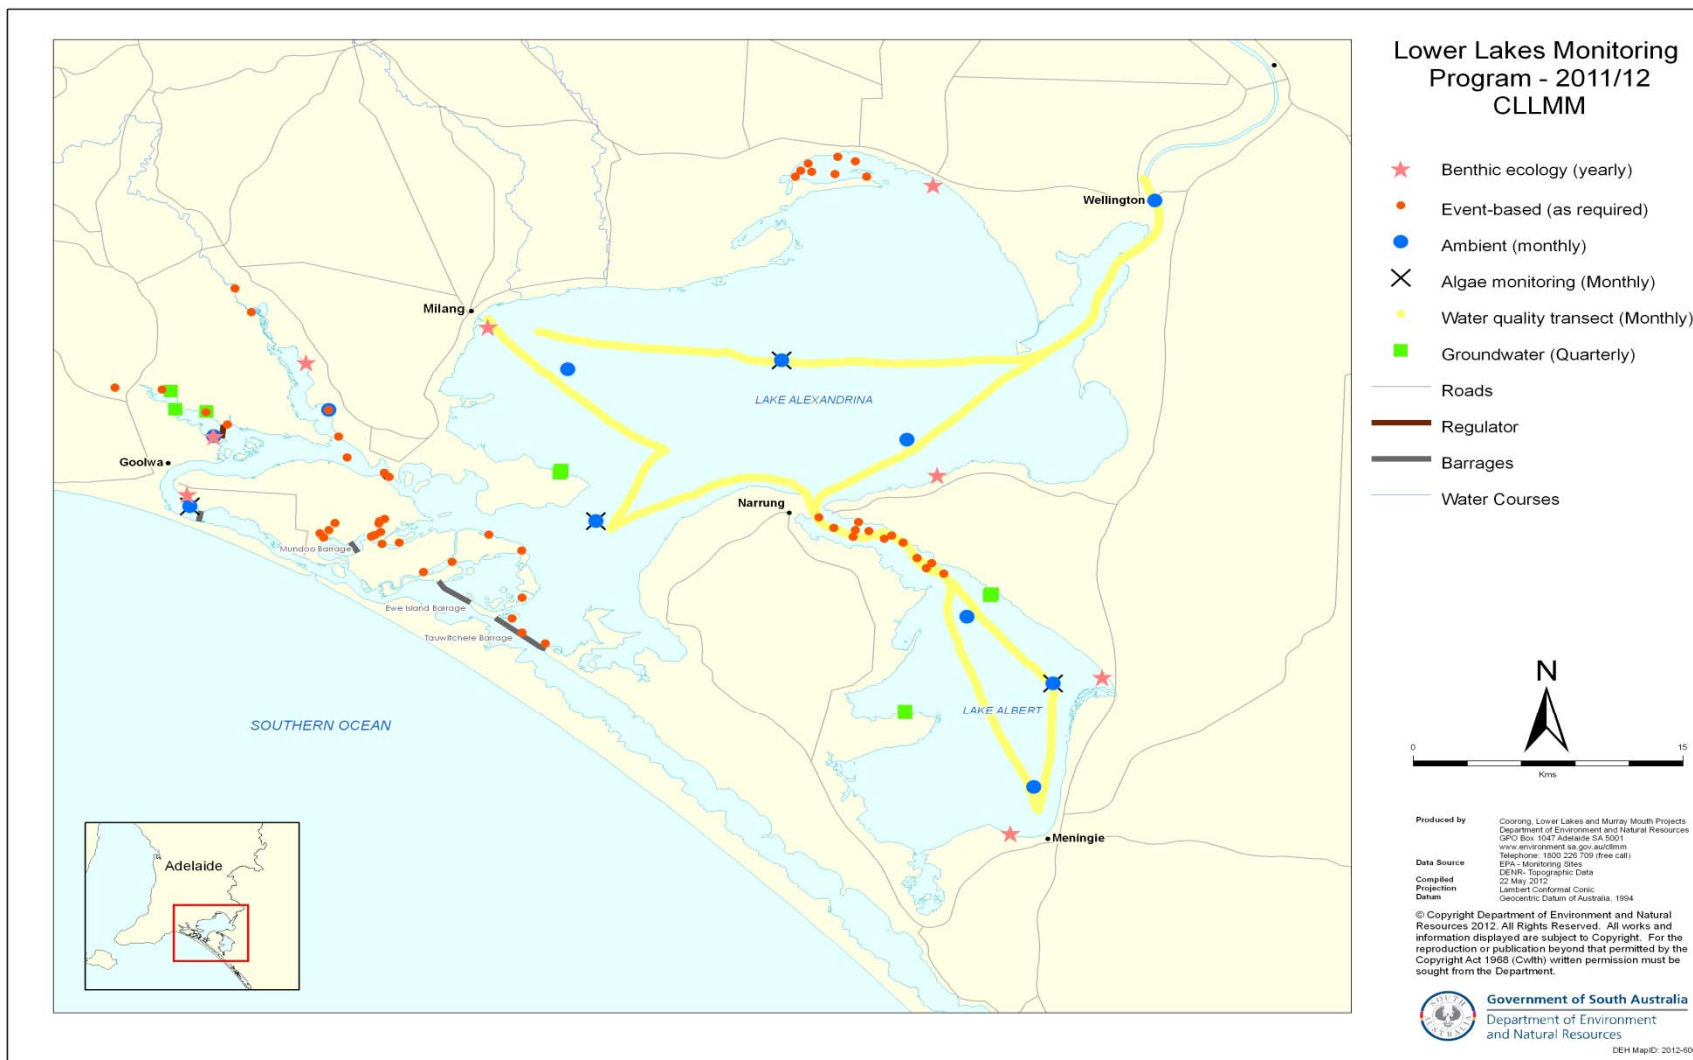 Lower Lakes Monitoring
Program - 2011/12
CLLMM
Benthic ecology (yearly)
Event-based (as required)
Ambient (monthly)
Algae monitoring (Monthly)
Water quality transect (Monthly)
Groundwater (Quarterly)
Roads
Regulator
Barrages
Water Courses
Wellington
Milang
LAKE ALEXANDRINA
Goolwa
Narrung
Mundoo Barrage
Ewe Island Barrage
Tauwitchere Barrage
LAKE ALBERT
SOUTHERN OCEAN
Meningie
Adelaide
N
0 15
Kms
Produced by Coorong, Lower Lakes and Murray Mouth Projects
Department of Environment and Natural Resources
GPO Box 1047 Adelaide SA 5001
www.environment.sa.gov.au/cllmm
Telephone: 1800 226 709 (free call)
Data Source EPA - Monitoring Sites
DENR- Topographic Data
Compiled 22 May 2012
Projection Lambert Conformal Conic
Datum Geocentric Datum of Australia, 1994
© Copyright Department of Environment and Natural
Resources 2012. All Rights Reserved. All works and
information displayed are subject to Copyright. For the
reproduction or publication beyond that permitted by the
Copyright Act 1968 (Cwlth) written permission must be
sought from the Department.
SOUTH AUSTRALIA
Government of South Australia
Department of Environment
and Natural Resources
DEH MapID: 2012-60